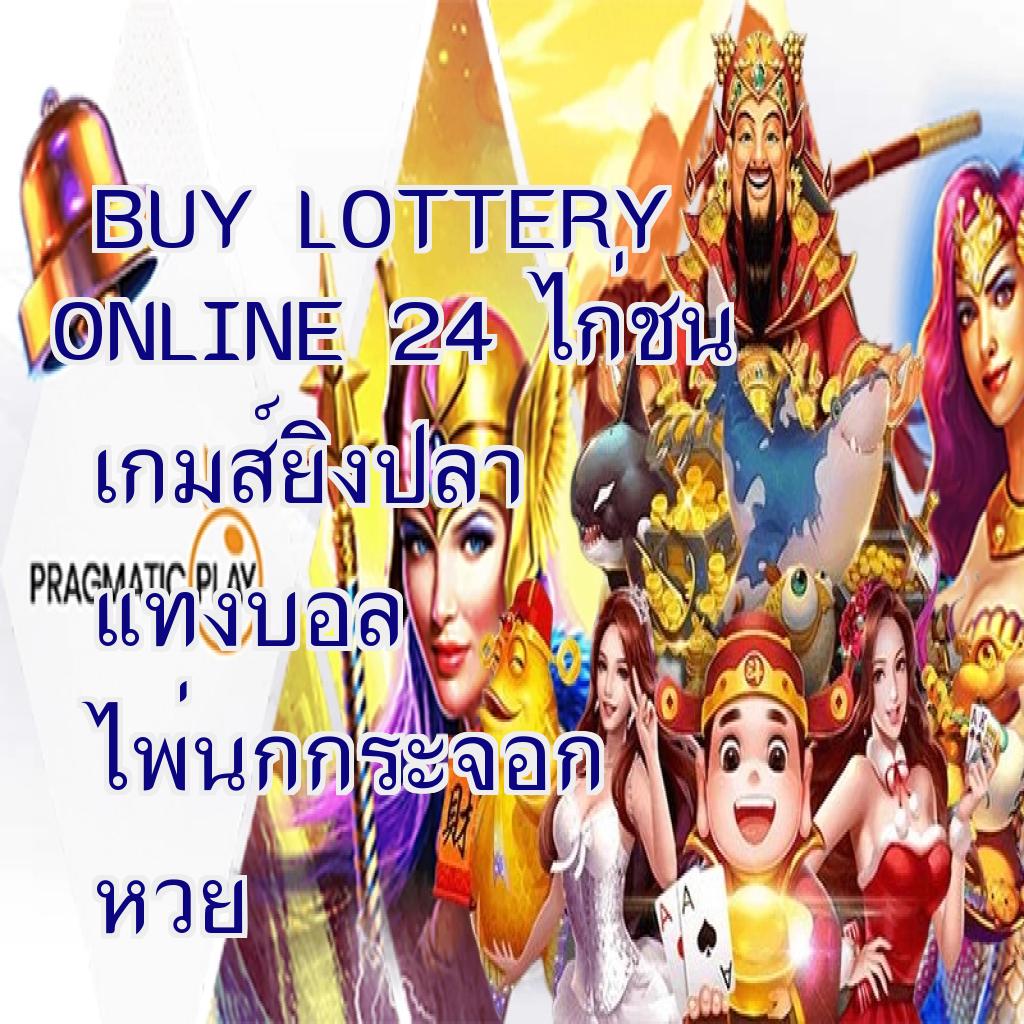 BUY LOTTERY
ONLINE 24 ไก่ชน
เกมส์ยิงปลา
PRAGMATIC PLAY
แทงบอล
ไพ่นกกระจอก
財
หวย
A
A
A